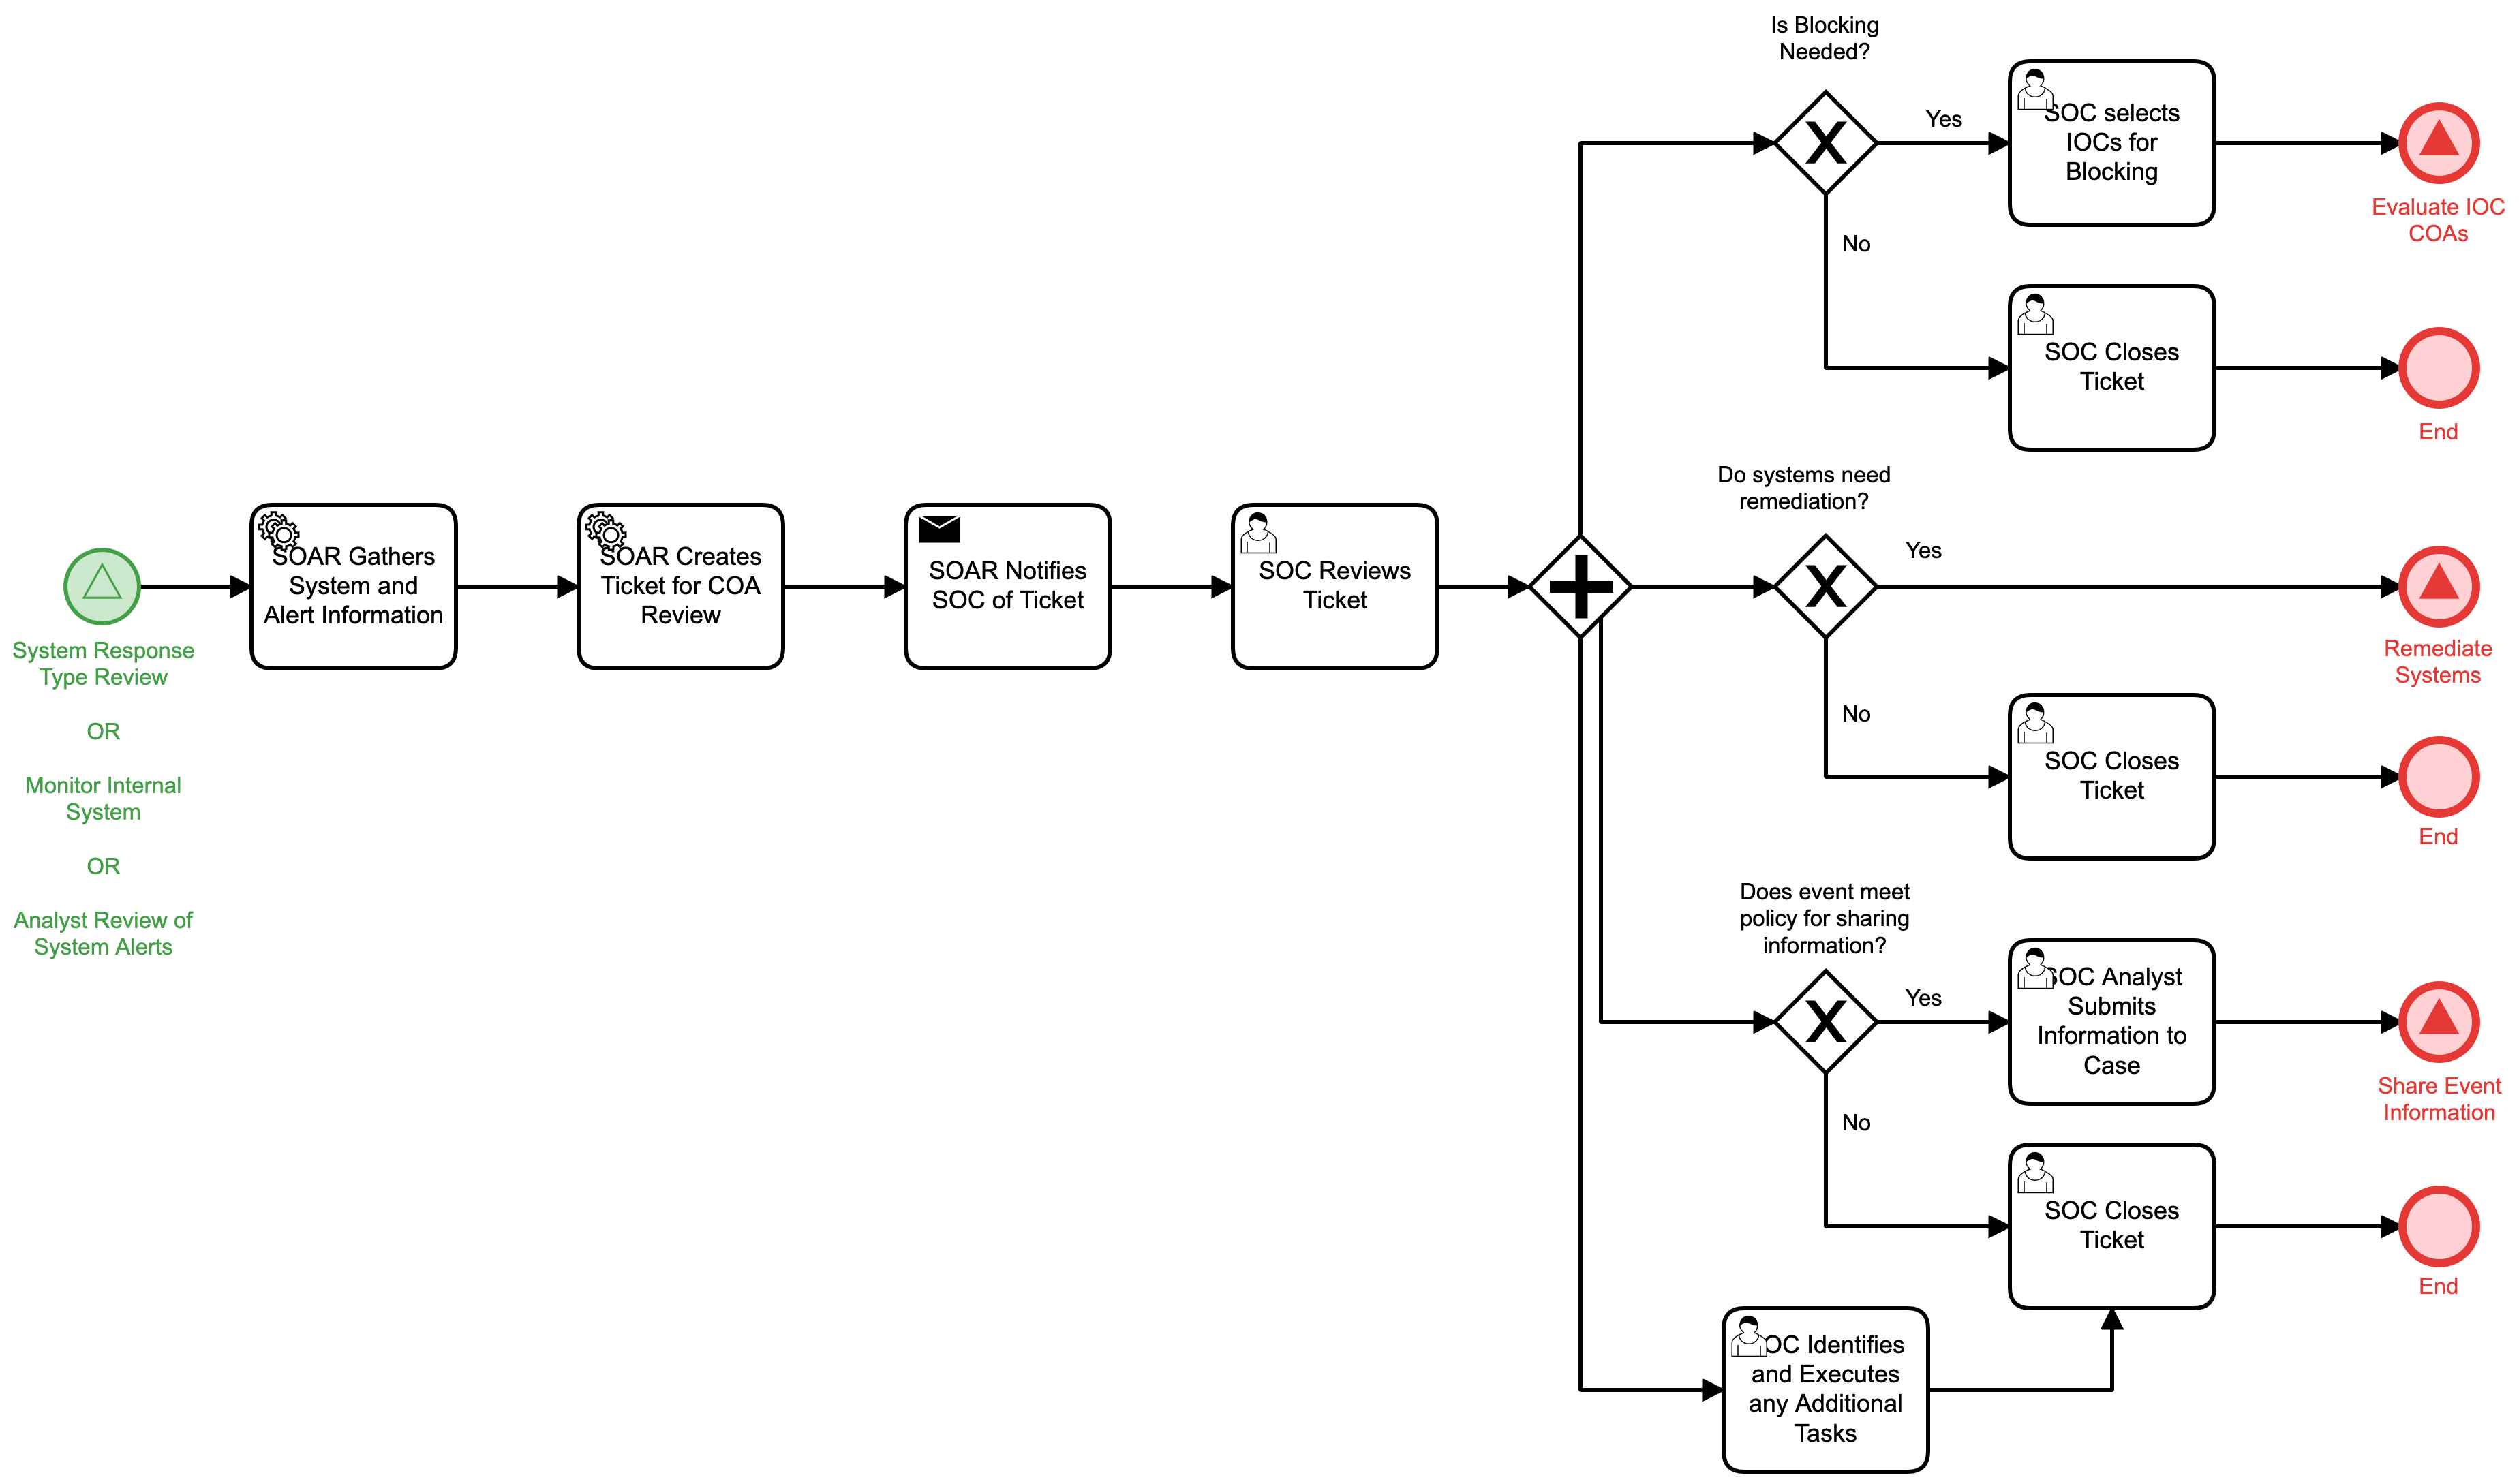 Is Blocking
Needed?
Yes
SOC selects
IOCs for
Blocking
Evaluate IOC
COAs
No
SOC Closes
Ticket
End
System Response
Type Review
OR
Monitor Internal
System
OR
Analyst Review of
System Alerts
SOAR Gathers
System and
Alert Information
SOAR Creates
Ticket for COA
Review
SOAR Notifies
SOC of Ticket
SOC Reviews
Ticket
Do systems need
remediation?
Yes
Remediate
Systems
No
SOC Closes
Ticket
End
Does event meet
policy for sharing
information?
Yes
SOC Analyst
Submits
Information to
Case
Share Event
Information
No
SOC Closes
Ticket
End
SOC Identifies
and Executes
any Additional
Tasks